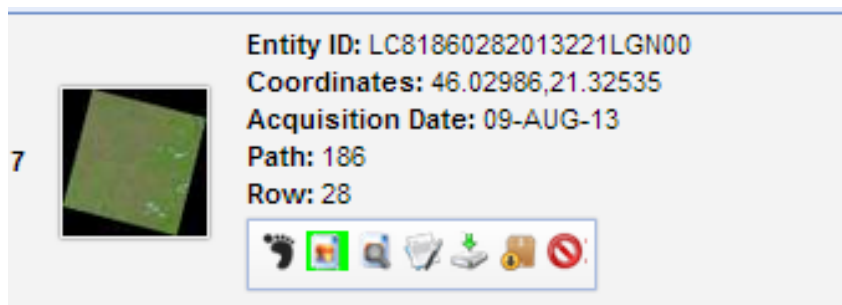 Entity ID: LC81860282013221LGN00
Coordinates: 46.02986,21.32535
Acquisition Date: 09-AUG-13
7
Path: 186
Row: 28